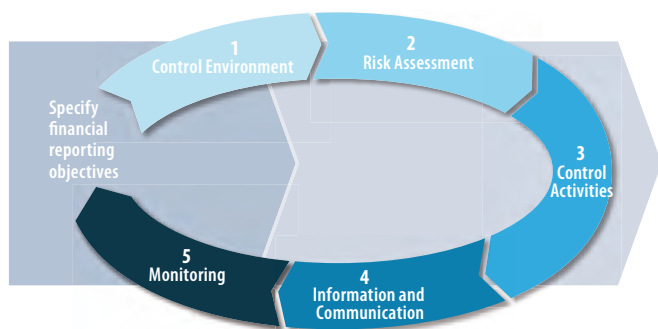 1
Control Environment
2
Risk Assessment
Specify
financial
reporting
objectives
3
Control
Activities
5
Monitoring
4
Information and
Communication